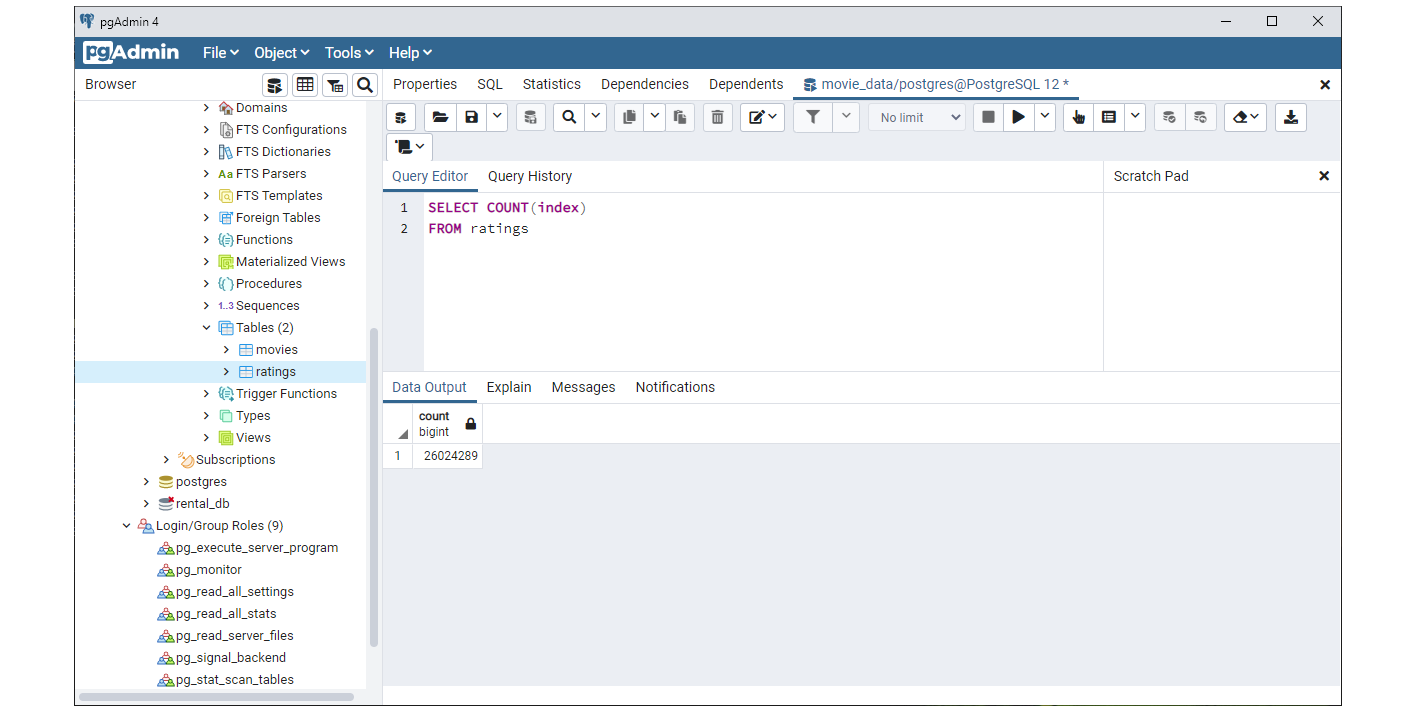 pgAdmin 4
pgAdmin File Object Tools Help
Browser
Properties SQL Statistics Dependencies Dependents movie_data/postgres@PostgreSQL 12 *
No limit
Domains
FTS Configurations
FTS Dictionaries
Aa FTS Parsers
FTS Templates
Foreign Tables
Functions
Materialized Views
Procedures
1..3 Sequences
Tables (2)
movies
ratings
Trigger Functions
Types
Views
Subscriptions
postgres
rental_db
Login/Group Roles (9)
pg_execute_server_program
pg_monitor
pg_read_all_settings
pg_read_all_stats
pg_read_server_files
pg_signal_backend
pg_stat_scan_tables
Query Editor Query History
Scratch Pad
1 SELECT COUNT(index)
2 FROM ratings
Data Output Explain Messages Notifications
count
bigint
1 26024289